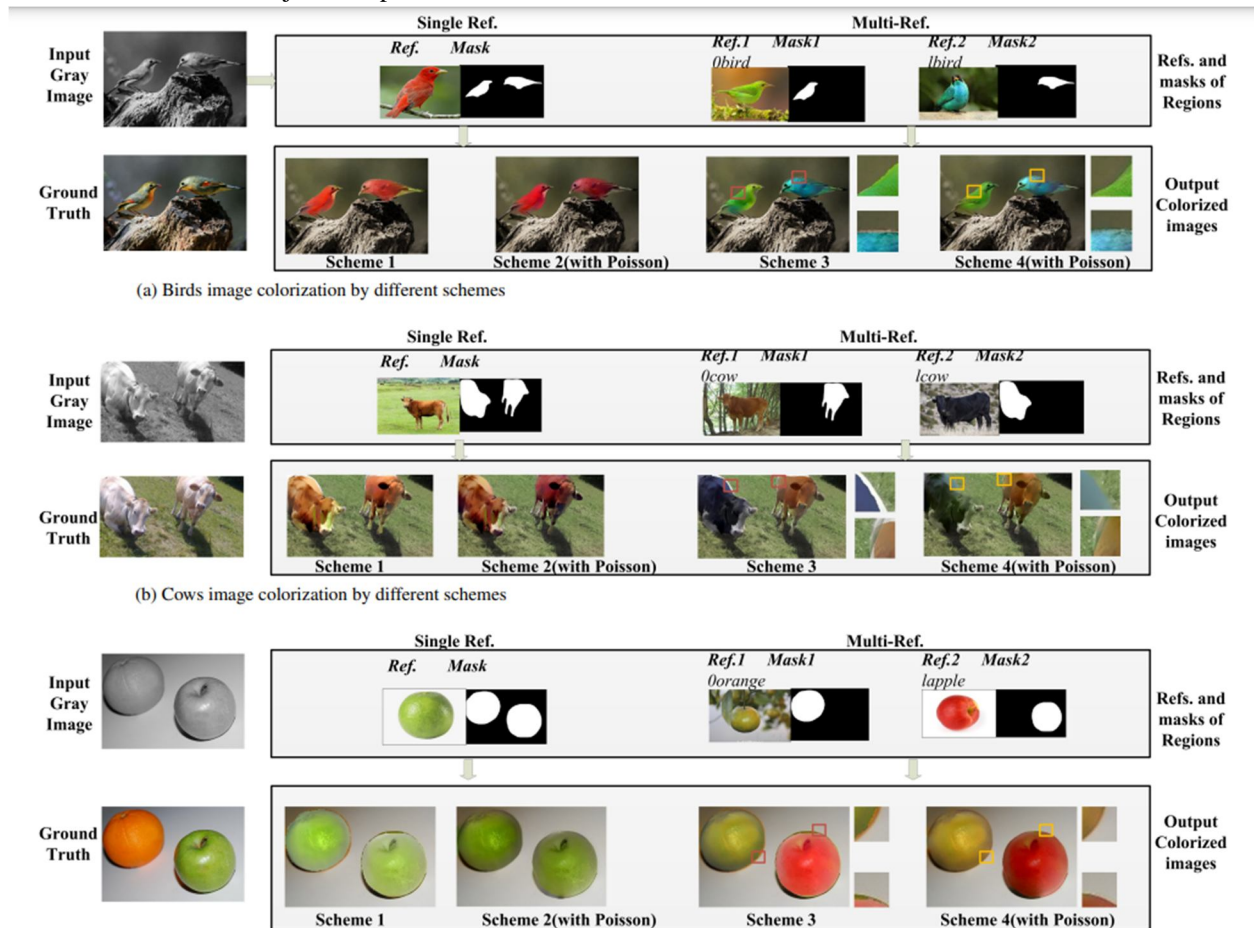 Single Ref. Multi-Ref.
Input Gray Image
Ref. Mask
Ref.1 Mask1
0bird
Ref.2 Mask2
lbird
Refs. and masks of Regions
Ground Truth
Output Colorized images
Scheme 1 Scheme 2(with Poisson) Scheme 3 Scheme 4(with Poisson)
(a) Birds image colorization by different schemes
Single Ref. Multi-Ref.
Input Gray Image
Ref. Mask
Ref.1 Mask1
0cow
Ref.2 Mask2
lcow
Refs. and masks of Regions
Ground Truth
Output Colorized images
Scheme 1 Scheme 2(with Poisson) Scheme 3 Scheme 4(with Poisson)
(b) Cows image colorization by different schemes
Single Ref. Multi-Ref.
Input Gray Image
Ref. Mask
Ref.1 Mask1
0orange
Ref.2 Mask2
lapple
Refs. and masks of Regions
Ground Truth
Output Colorized images
Scheme 1 Scheme 2(with Poisson) Scheme 3 Scheme 4(with Poisson)